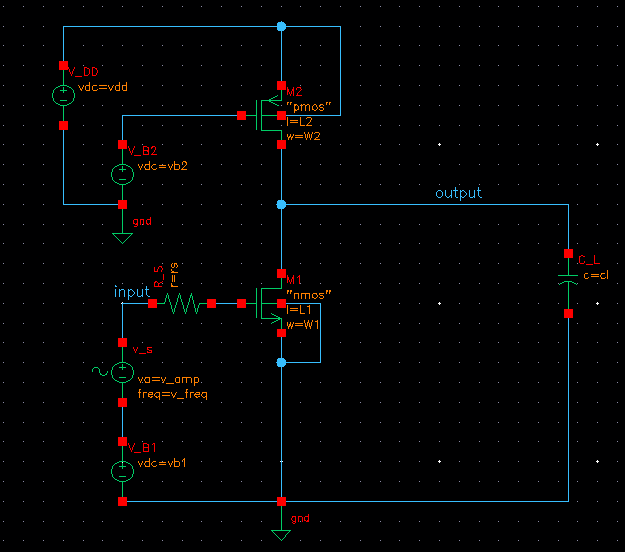 V_DD
vdc=vdd
M2
"pmos"
l=L2
w=W2
V_B2
vdc=vb2
gnd
output
C_L
c=cl
R_S
r=rs
M1
"nmos"
l=L1
w=W1
input
v_s
va=v_amp
freq=v_freq
V_B1
vdc=vb1
gnd